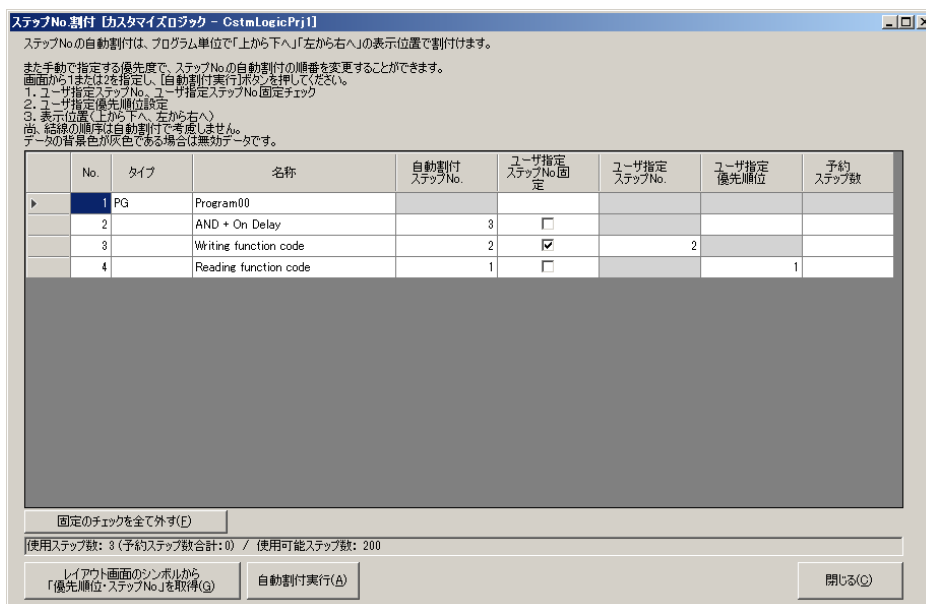 ステップNo.割付 [カスタマイズロジック - CstmLogicPrj1]
ステップNo.の自動割付は、プログラム単位で「上から下へ」「左から右へ」の表示位置で割付けます。
また手動で指定する優先度で、ステップNo.の自動割付の順番を変更することができます。
画面から1または2を指定し、[自動割付実行]ボタンを押してください。
1. ユーザ指定ステップNo.、ユーザ指定ステップNo固定チェック
2. ユーザ指定優先順位設定
3. 表示位置(上から下へ、左から右へ)
尚、結線の順序は自動割付で考慮しません。
データの背景色が灰色である場合は無効データです。
No. タイプ 名称 自動割付ステップNo. ユーザ指定ステップNo固定 ユーザ指定ステップNo. ユーザ指定優先順位 予約ステップ数
1 PG Program00
2 AND + On Delay 3
3 Writing function code 2 2
4 Reading function code 1 1
固定のチェックを全て外す(F)
使用ステップ数: 3 (予約ステップ数合計:0) / 使用可能ステップ数: 200
レイアウト画面のシンボルから
「優先順位・ステップNo」を取得(G)
自動割付実行(A)
閉じる(C)